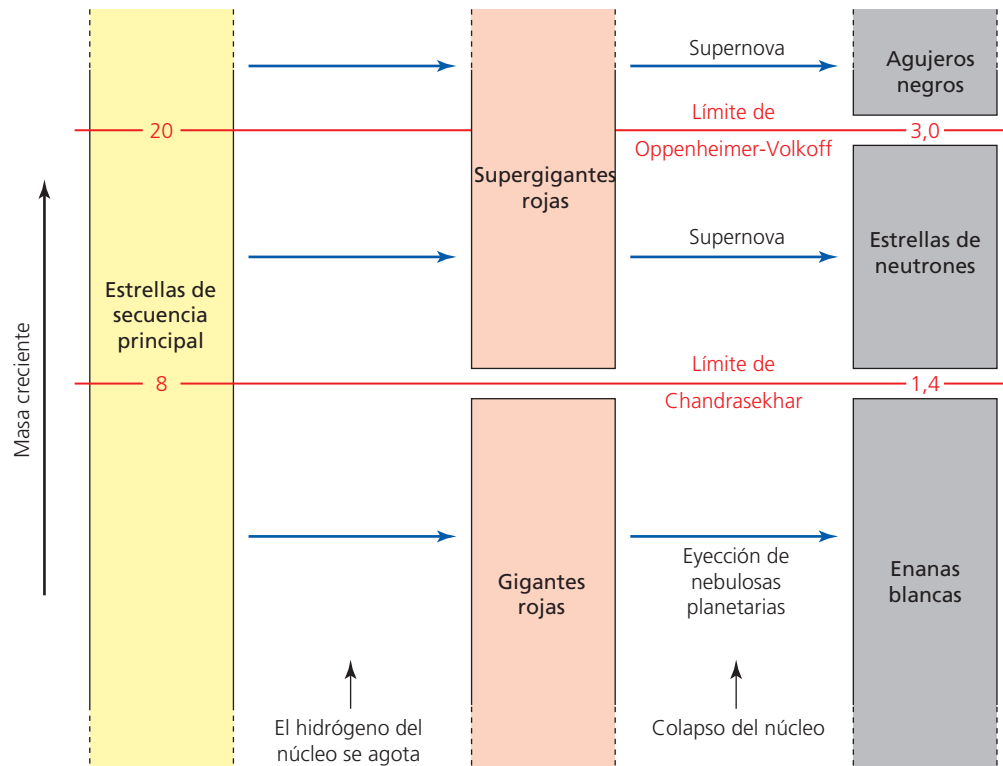 Supernova
Agujeros
negros
20
Límite de
Oppenheimer-Volkoff
3,0
Masa creciente
Estrellas de
secuencia
principal
Supergigantes
rojas
Supernova
Estrellas de
neutrones
8
Límite de
Chandrasekhar
1,4
Gigantes
rojas
Eyección de
nebulosas
planetarias
Enanas
blancas
El hidrógeno del
núcleo se agota
Colapso del núcleo